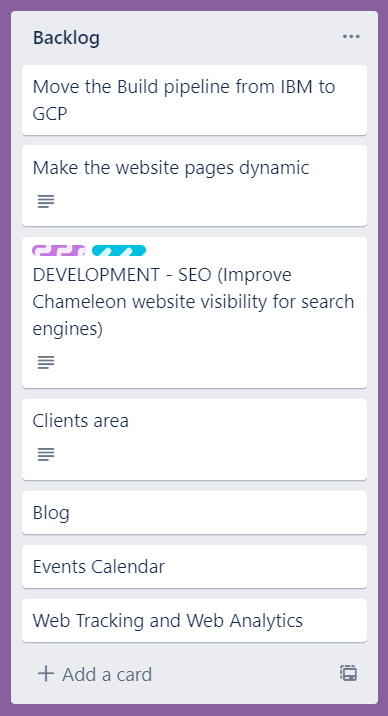 Backlog
Move the Build pipeline from IBM to
GCP
Make the website pages dynamic
DEVELOPMENT - SEO (Improve
Chameleon website visibility for search
engines)
Clients area
Blog
Events Calendar
Web Tracking and Web Analytics
Add a card